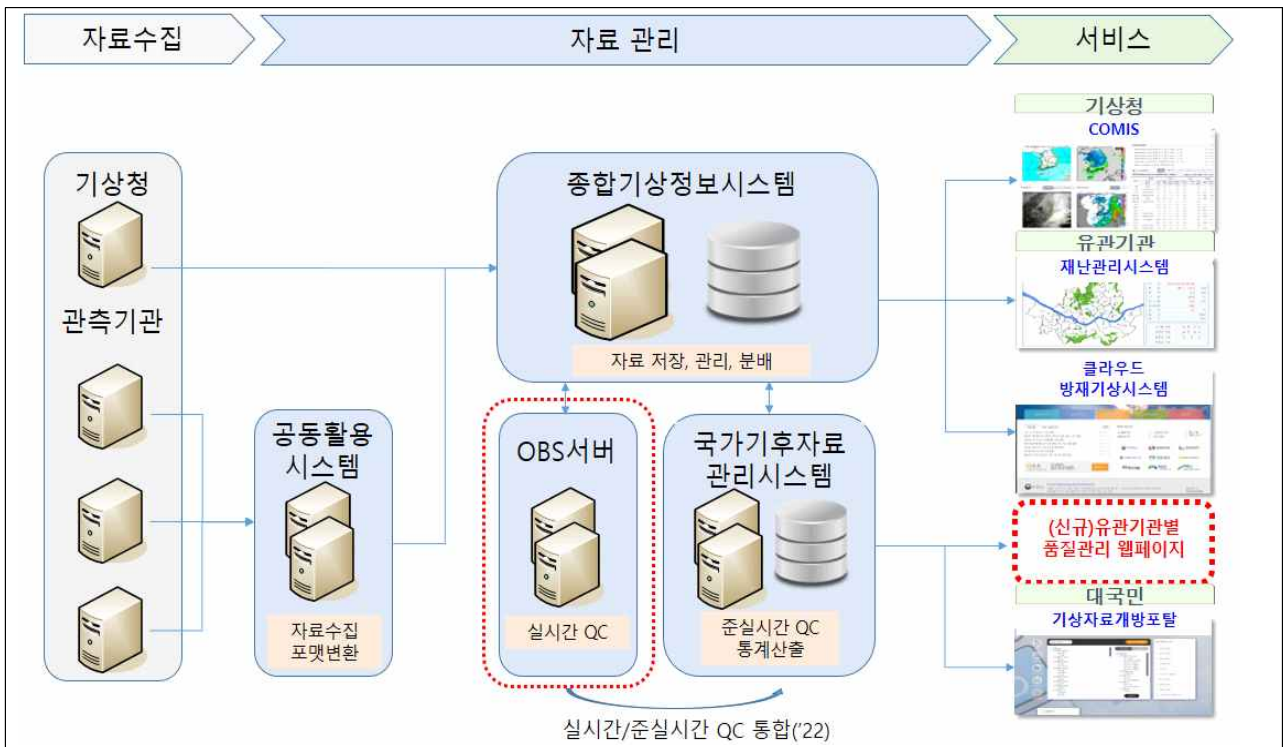 자료수집
자료 관리
서비스
기상청
관측기관
공동활용
시스템
자료수집
포맷변환
종합기상정보시스템
자료 저장, 관리, 분배
OBS서버
실시간 QC
국가기후자료
관리시스템
준실시간 QC
통계산출
실시간/준실시간 QC 통합('22)
기상청
COMIS
유관기관
재난관리시스템
클라우드
방재기상시스템
(신규)유관기관별
품질관리 웹페이지
대국민
기상자료개방포탈